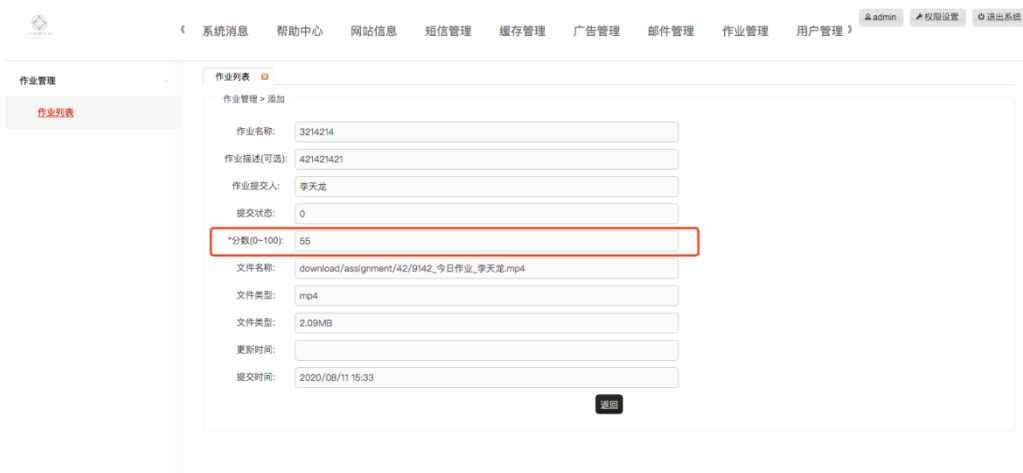 admin 权限设置 退出系统
系统消息 帮助中心 网站信息 短信管理 缓存管理 广告管理 邮件管理 作业管理 用户管理
作业管理
作业列表
作业列表
作业管理 > 添加
作业名称: 3214214
作业描述(可选): 421421421
作业提交人: 李天龙
提交状态: 0
*分数(0~100): 55
文件名称: download/assignment/42/9142_今日作业_李天龙.mp4
文件类型: mp4
文件类型: 2.09MB
更新时间:
提交时间: 2020/08/11 15:33
返回